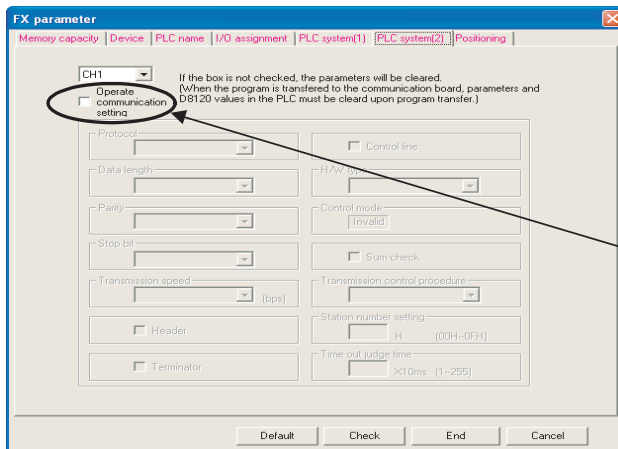 FX parameter
Memory capacity Device PLC name I/O assignment PLC system(1) PLC system(2) Positioning
CH1
If the box is not checked, the parameters will be cleared.
Operate
communication
setting
(When the program is transfered to the communication board, parameters and
D8120 values in the PLC must be cleard upon program transfer.)
Protocol
Control line
Data length
H/W type
Parity
Control mode
Invalid
Stop bit
Sum check
Transmission speed
(bps)
Transmission control procedure
Header
Station number setting
H (00H--0FH)
Terminator
Time out judge time
X10ms (1--255)
Default Check End Cancel